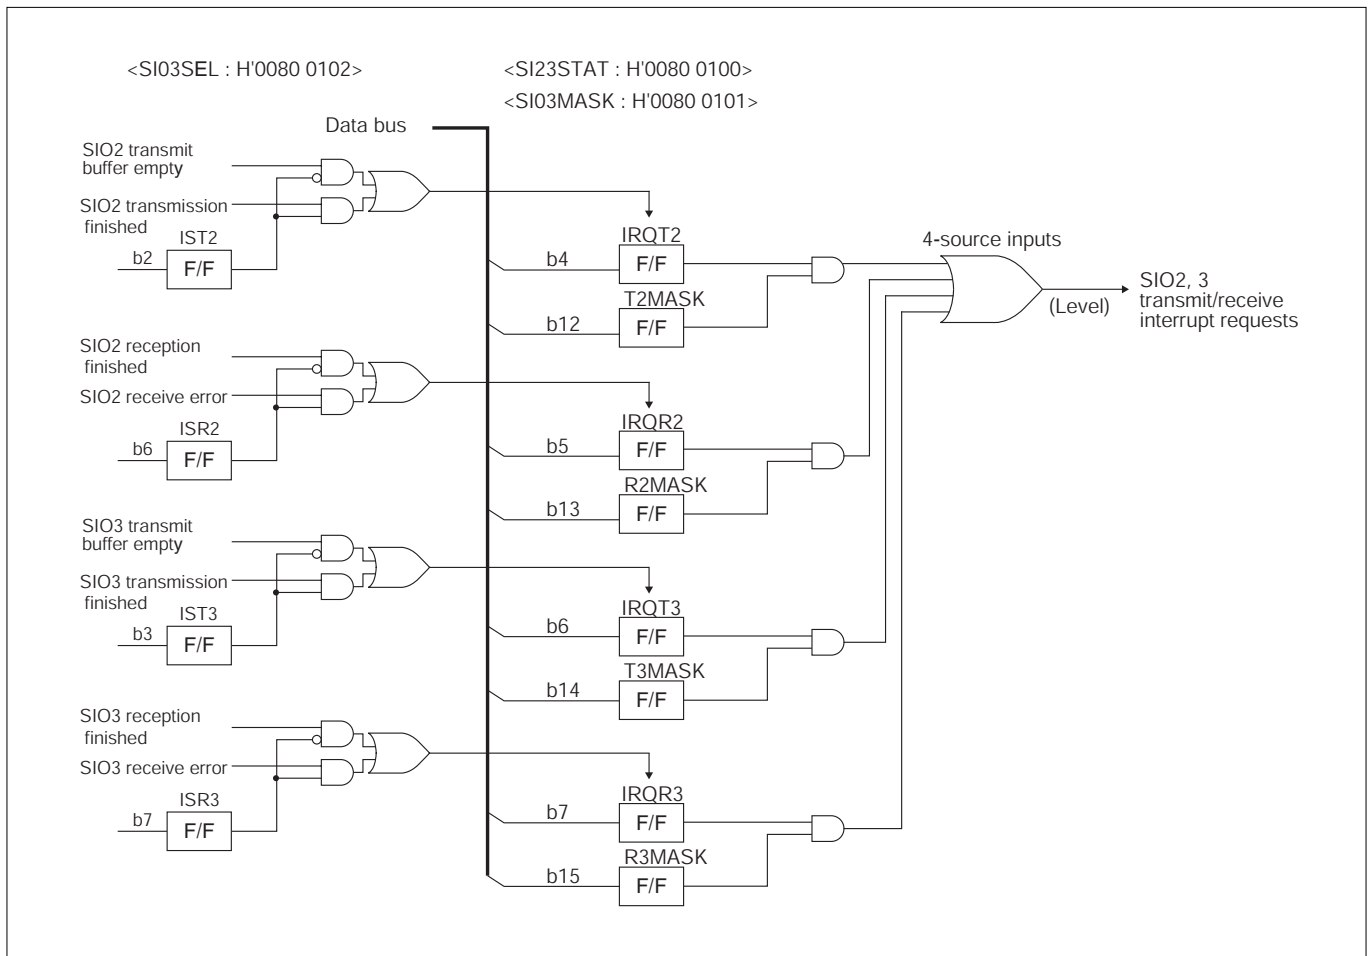 <SI03SEL : H'0080 0102>
<SI23STAT : H'0080 0100>
<SI03MASK : H'0080 0101>
Data bus
SIO2 transmit
buffer empty
SIO2 transmission
finished
IST2
b2
F/F
IRQT2
b4
F/F
T2MASK
b12
F/F
4-source inputs
(Level)
SIO2, 3
transmit/receive
interrupt requests
SIO2 reception
finished
SIO2 receive error
ISR2
b6
F/F
IRQR2
b5
F/F
R2MASK
b13
F/F
SIO3 transmit
buffer empty
SIO3 transmission
finished
IST3
b3
F/F
IRQT3
b6
F/F
T3MASK
b14
F/F
SIO3 reception
finished
SIO3 receive error
ISR3
b7
F/F
IRQR3
b7
F/F
R3MASK
b15
F/F